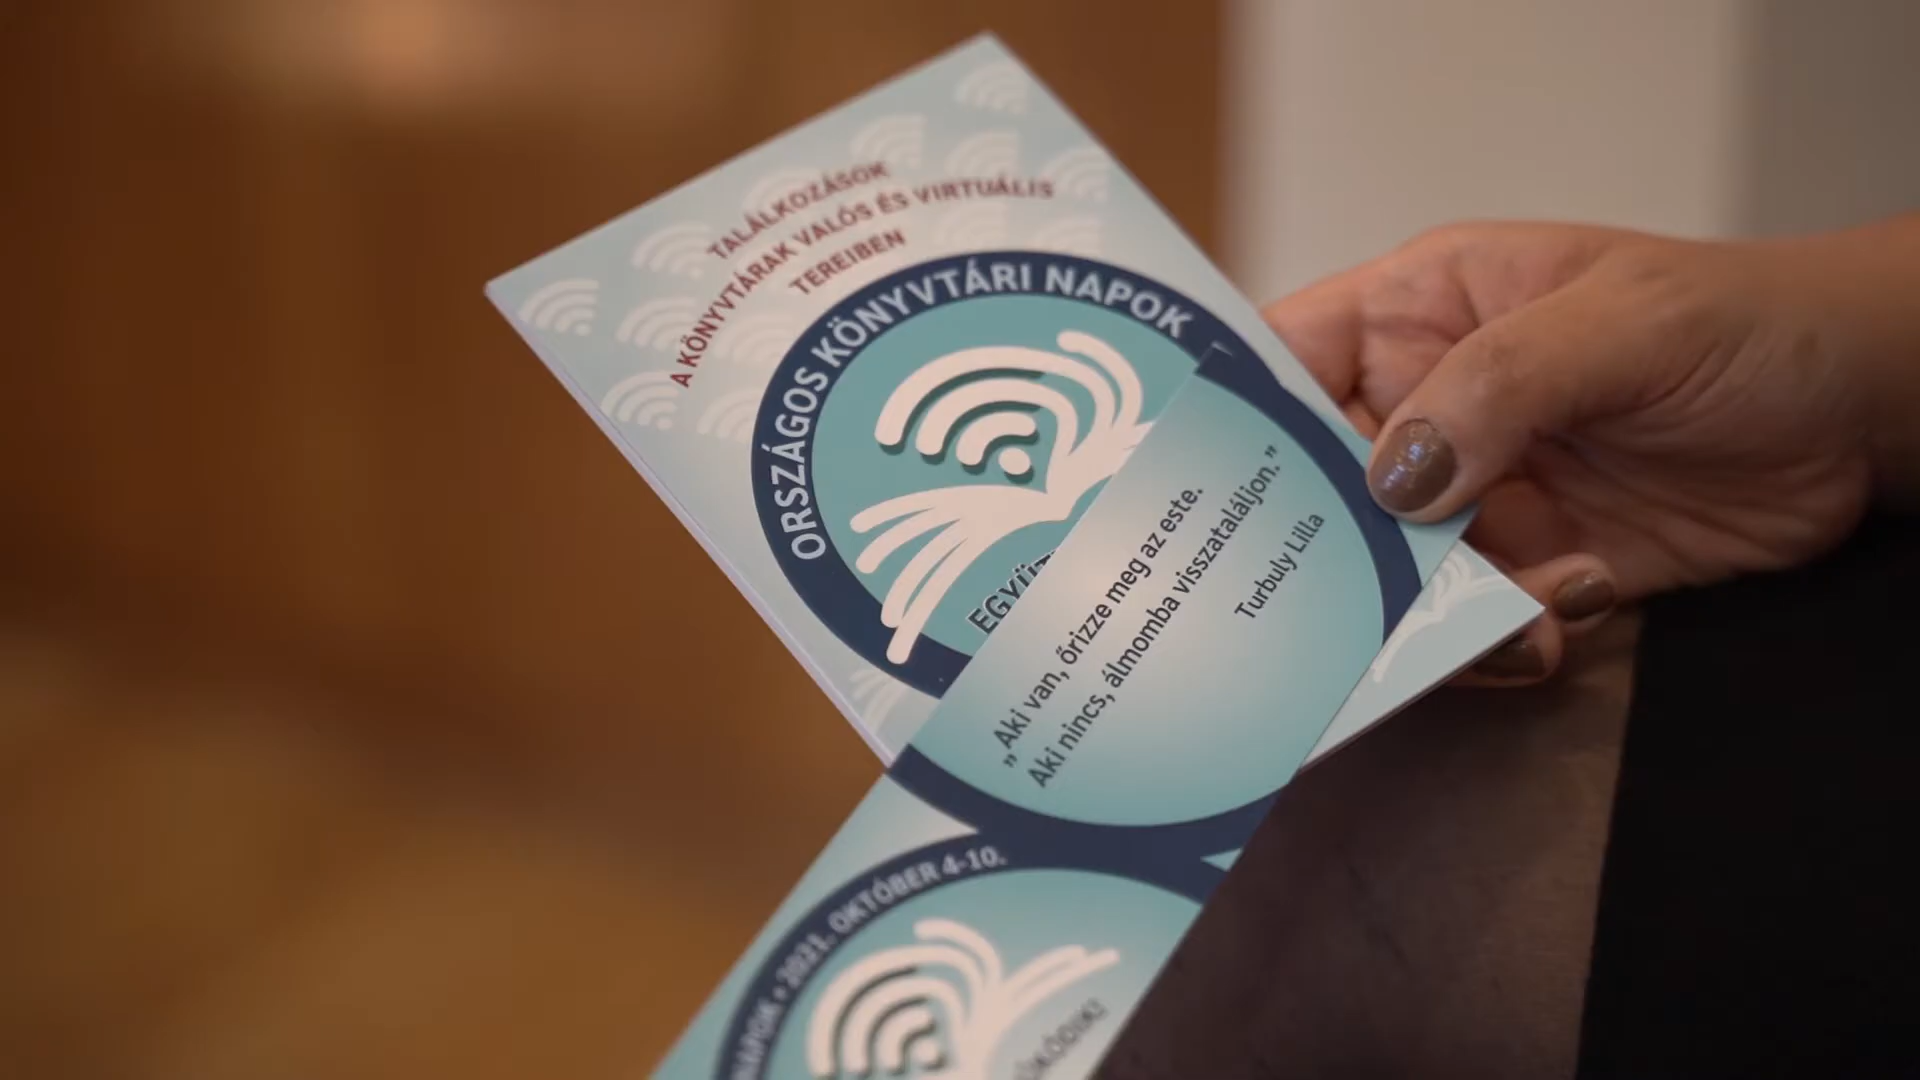 TALÁLKOZÁSOK
A KÖNYVTÁRAK VALÓS ÉS VIRTUÁLIS
TEREIBEN
ORSZÁGOS KÖNYVTÁRI NAPOK
„Aki van, őrizze meg az este.
Aki nincs, álmomba visszataláljon.”
Turbuly Lilla
NAPOK • 2021. OKTÓBER 4-10.